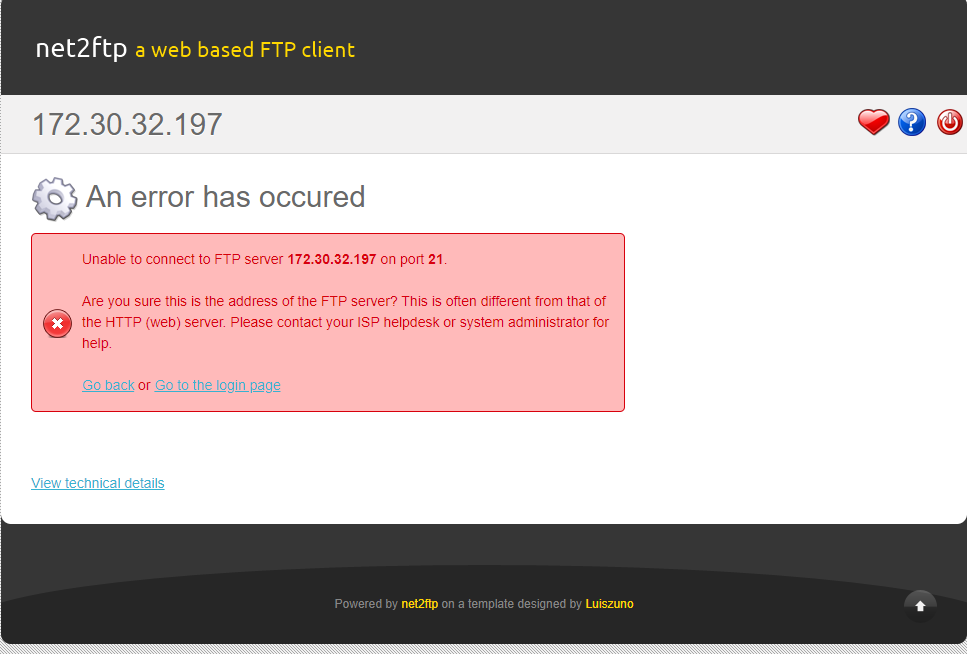 net2ftp a web based FTP client
172.30.32.197
An error has occured
Unable to connect to FTP server 172.30.32.197 on port 21.
Are you sure this is the address of the FTP server? This is often different from that of
the HTTP (web) server. Please contact your ISP helpdesk or system administrator for
help.
Go back or Go to the login page
View technical details
Powered by net2ftp on a template designed by Luiszuno